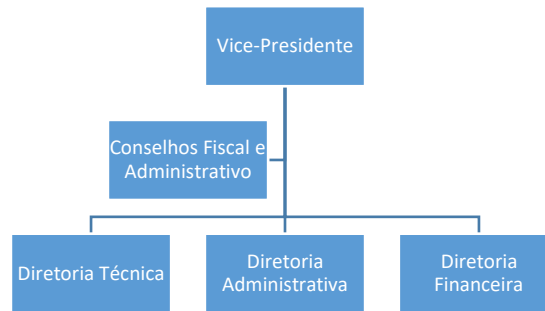 Vice-Presidente
Conselhos Fiscal e
Administrativo
Diretoria Técnica
Diretoria
Administrativa
Diretoria
Financeira